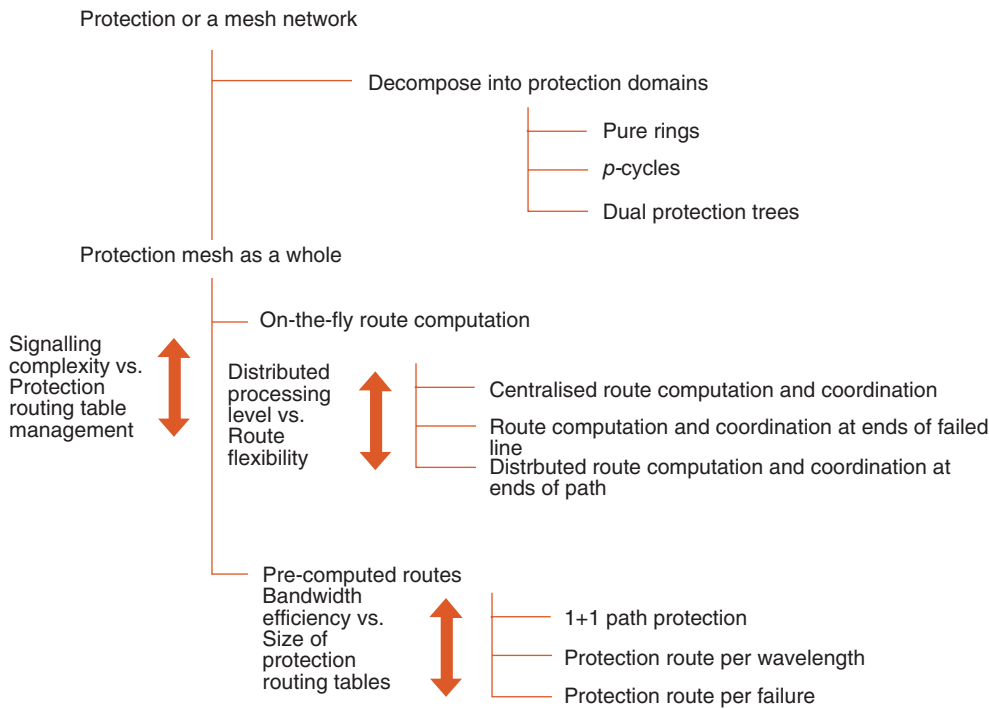 Protection or a mesh network
Decompose into protection domains
Pure rings
p-cycles
Dual protection trees
Protection mesh as a whole
On-the-fly route computation
Signalling
complexity vs.
Protection
routing table
management
Distributed
processing
level vs.
Route
flexibility
Centralised route computation and coordination
Route computation and coordination at ends of failed
line
Distrbuted route computation and coordination at
ends of path
Pre-computed routes
Bandwidth
efficiency vs.
Size of
protection
routing tables
1+1 path protection
Protection route per wavelength
Protection route per failure